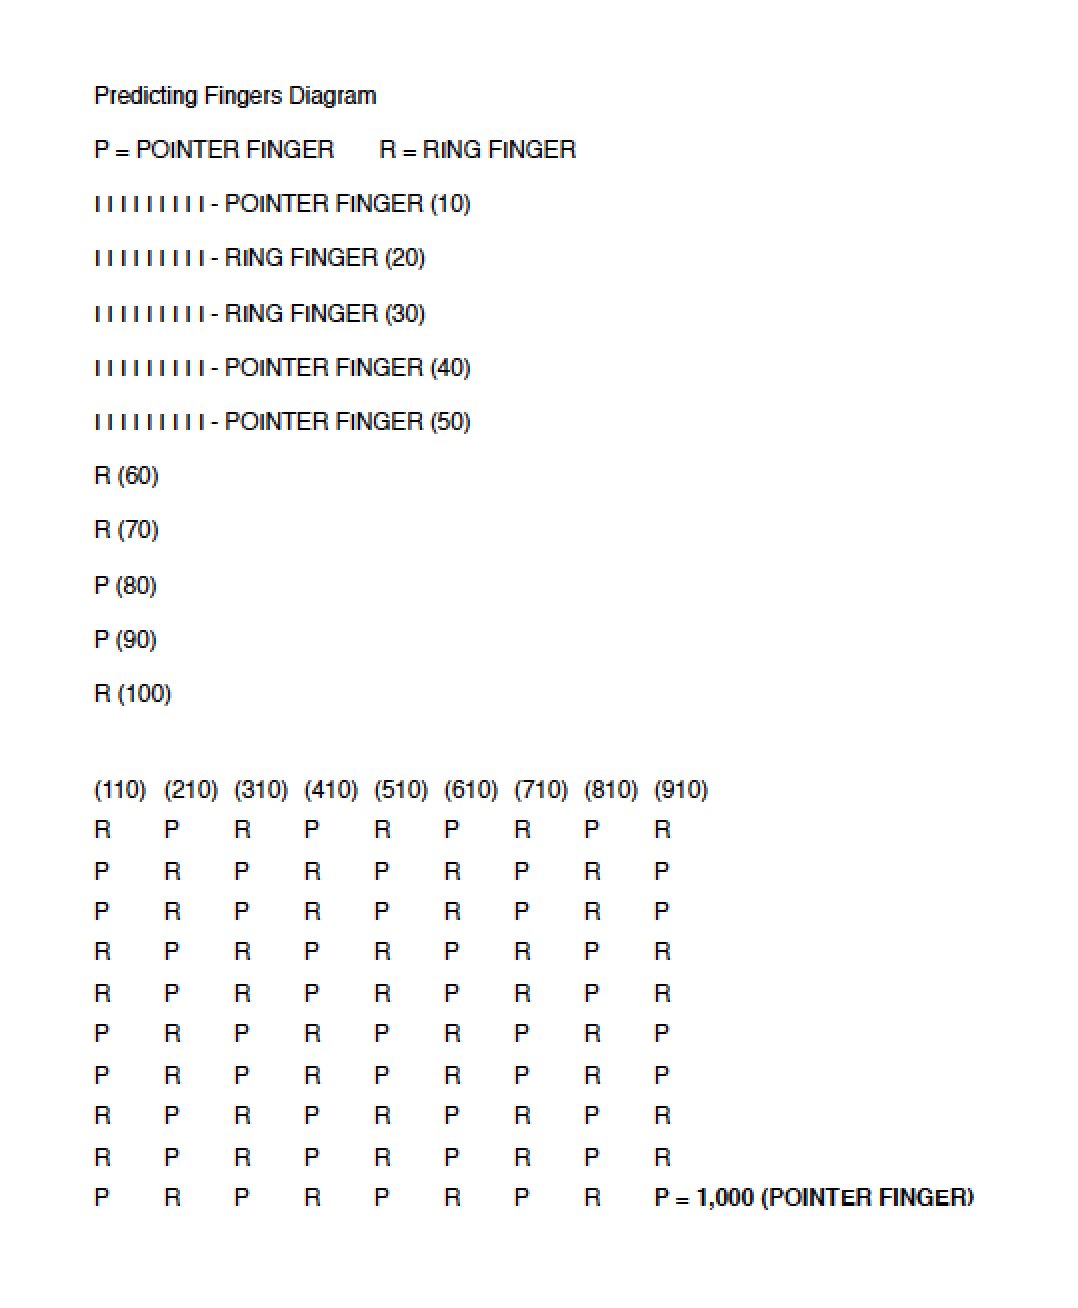 Predicting Fingers Diagram
P = POINTER FINGER R = RING FINGER
I I I I I I I I I - POINTER FINGER (10)
I I I I I I I I I - RING FINGER (20)
I I I I I I I I I - RING FINGER (30)
I I I I I I I I I - POINTER FINGER (40)
I I I I I I I I I - POINTER FINGER (50)
R (60)
R (70)
P (80)
P (90)
R (100)
(110) (210) (310) (410) (510) (610) (710) (810) (910)
R P R P R P R P R
P R P R P R P R P
P R P R P R P R P
R P R P R P R P R
R P R P R P R P R
P R P R P R P R P
P R P R P R P R P
R P R P R P R P R
R P R P R P R P R
P R P R P R P R P = 1,000 (POINTER FINGER)